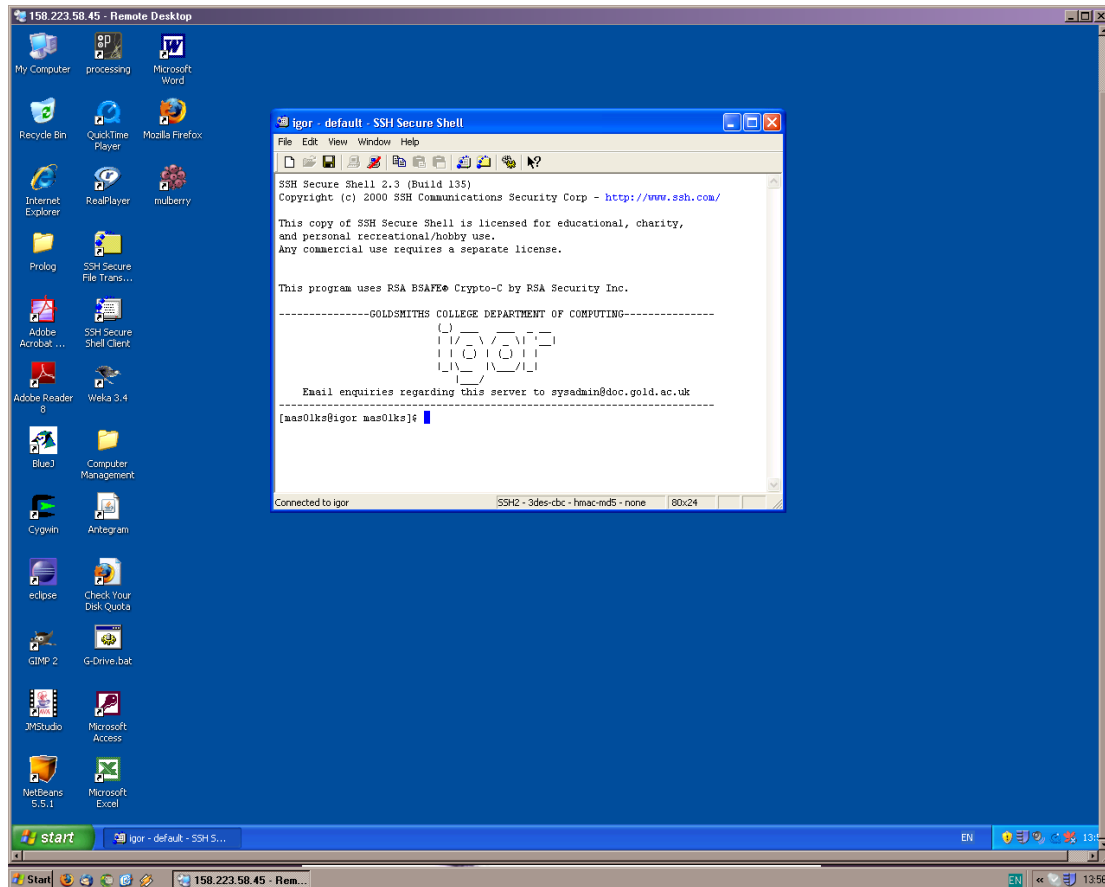 158.223.58.45 - Remote Desktop
My Computer
processing
Microsoft
Word
Recycle Bin
QuickTime
Player
Mozilla Firefox
Internet
Explorer
RealPlayer
mulberry
Prolog
SSH Secure
File Trans...
Adobe
Acrobat ...
SSH Secure
Shell Client
Adobe Reader
8
Weka 3.4
BlueJ
Computer
Management
Cygwin
Antegram
eclipse
Check Your
Disk Quota
GIMP 2
G-Drive.bat
JMStudio
Microsoft
Access
NetBeans
5.5.1
Microsoft
Excel
igor - default - SSH Secure Shell
File Edit View Window Help
SSH Secure Shell 2.3 (Build 135)
Copyright (c) 2000 SSH Communications Security Corp - http://www.ssh.com/
This copy of SSH Secure Shell is licensed for educational, charity,
and personal recreational/hobby use.
Any commercial use requires a separate license.
This program uses RSA BSAFE® Crypto-C by RSA Security Inc.
---------------GOLDSMITHS COLLEGE DEPARTMENT OF COMPUTING---------------
Email enquiries regarding this server to sysadmin@doc.gold.ac.uk
------------------------------------------------------------------------
[mas01ks@igor mas01ks]$
Connected to igor
SSH2 - 3des-cbc - hmac-md5 - none
80x24
start
igor - default - SSH S...
EN
Start
158.223.58.45 - Rem...
EN
13:56